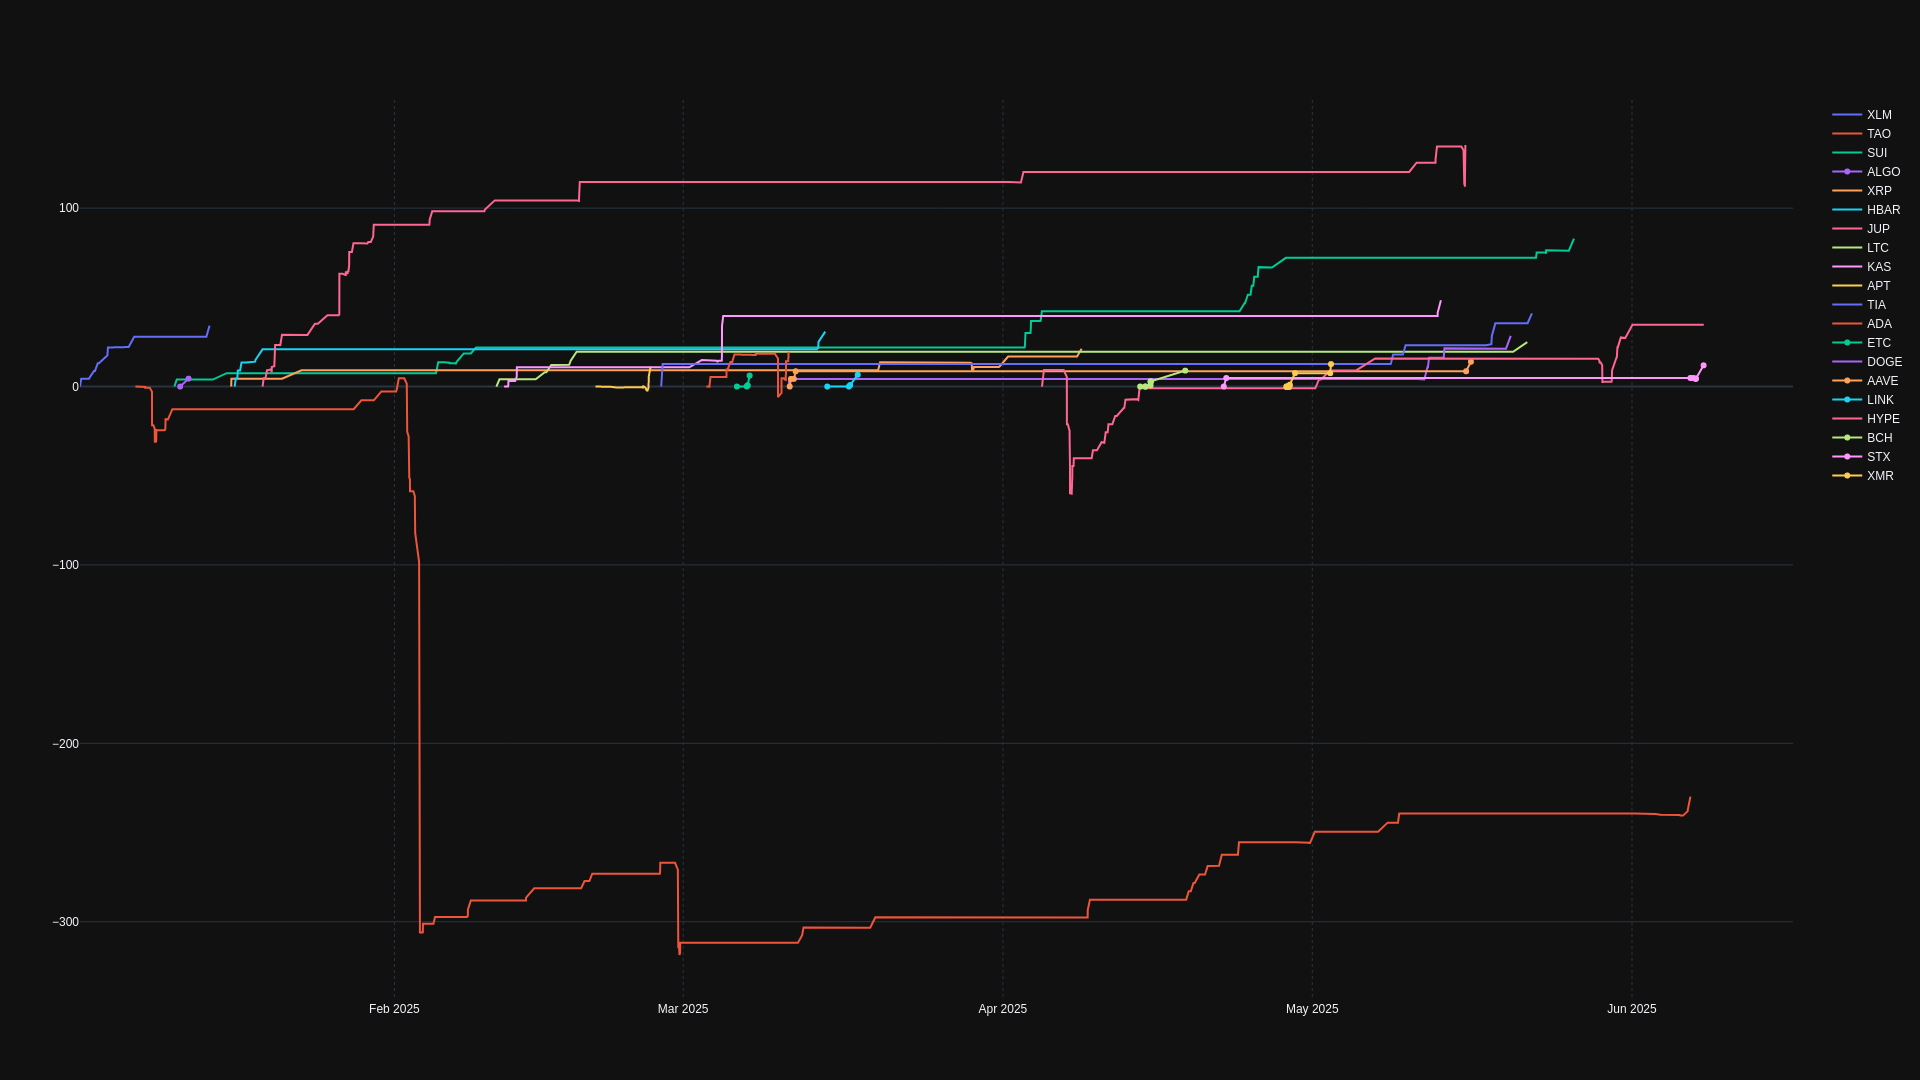 100
0
−100
−200
−300
Feb 2025
Mar 2025
Apr 2025
May 2025
Jun 2025
XLM
TAO
SUI
ALGO
XRP
HBAR
JUP
LTC
KAS
APT
TIA
ADA
ETC
DOGE
AAVE
LINK
HYPE
BCH
STX
XMR